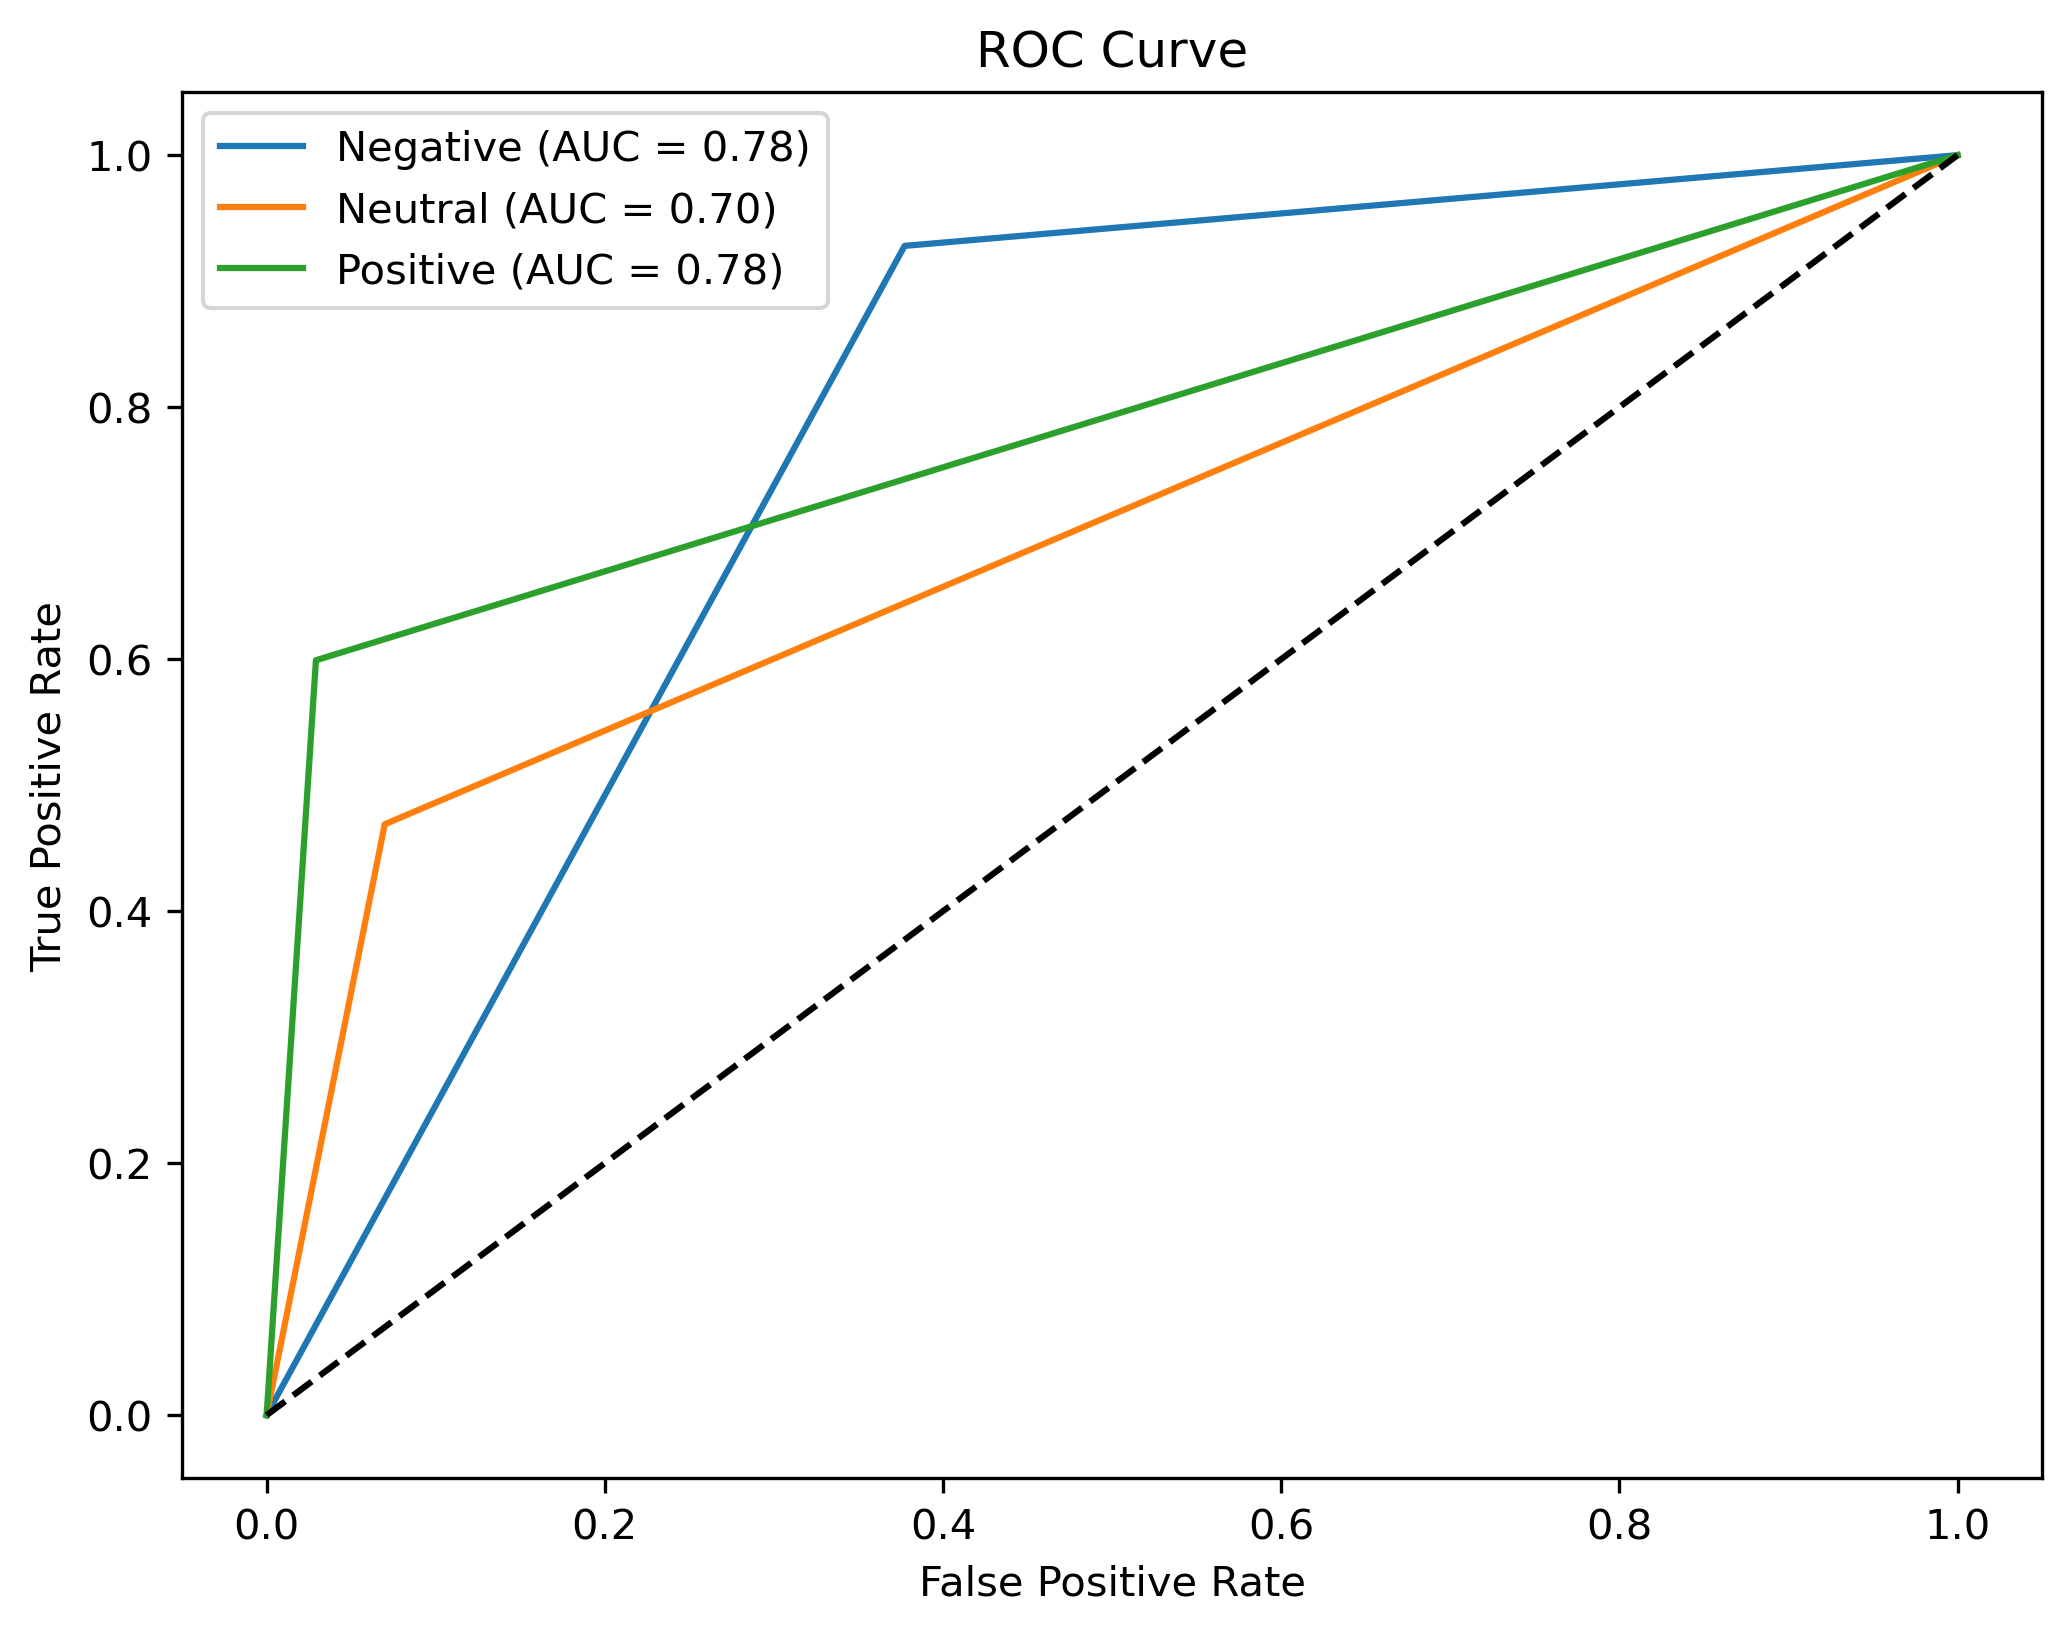 ROC Curve
Negative (AUC = 0.78)
Neutral (AUC = 0.70)
Positive (AUC = 0.78)
1.0
0.8
0.6
0.4
0.2
0.0
True Positive Rate
0.0 0.2 0.4 0.6 0.8 1.0
False Positive Rate